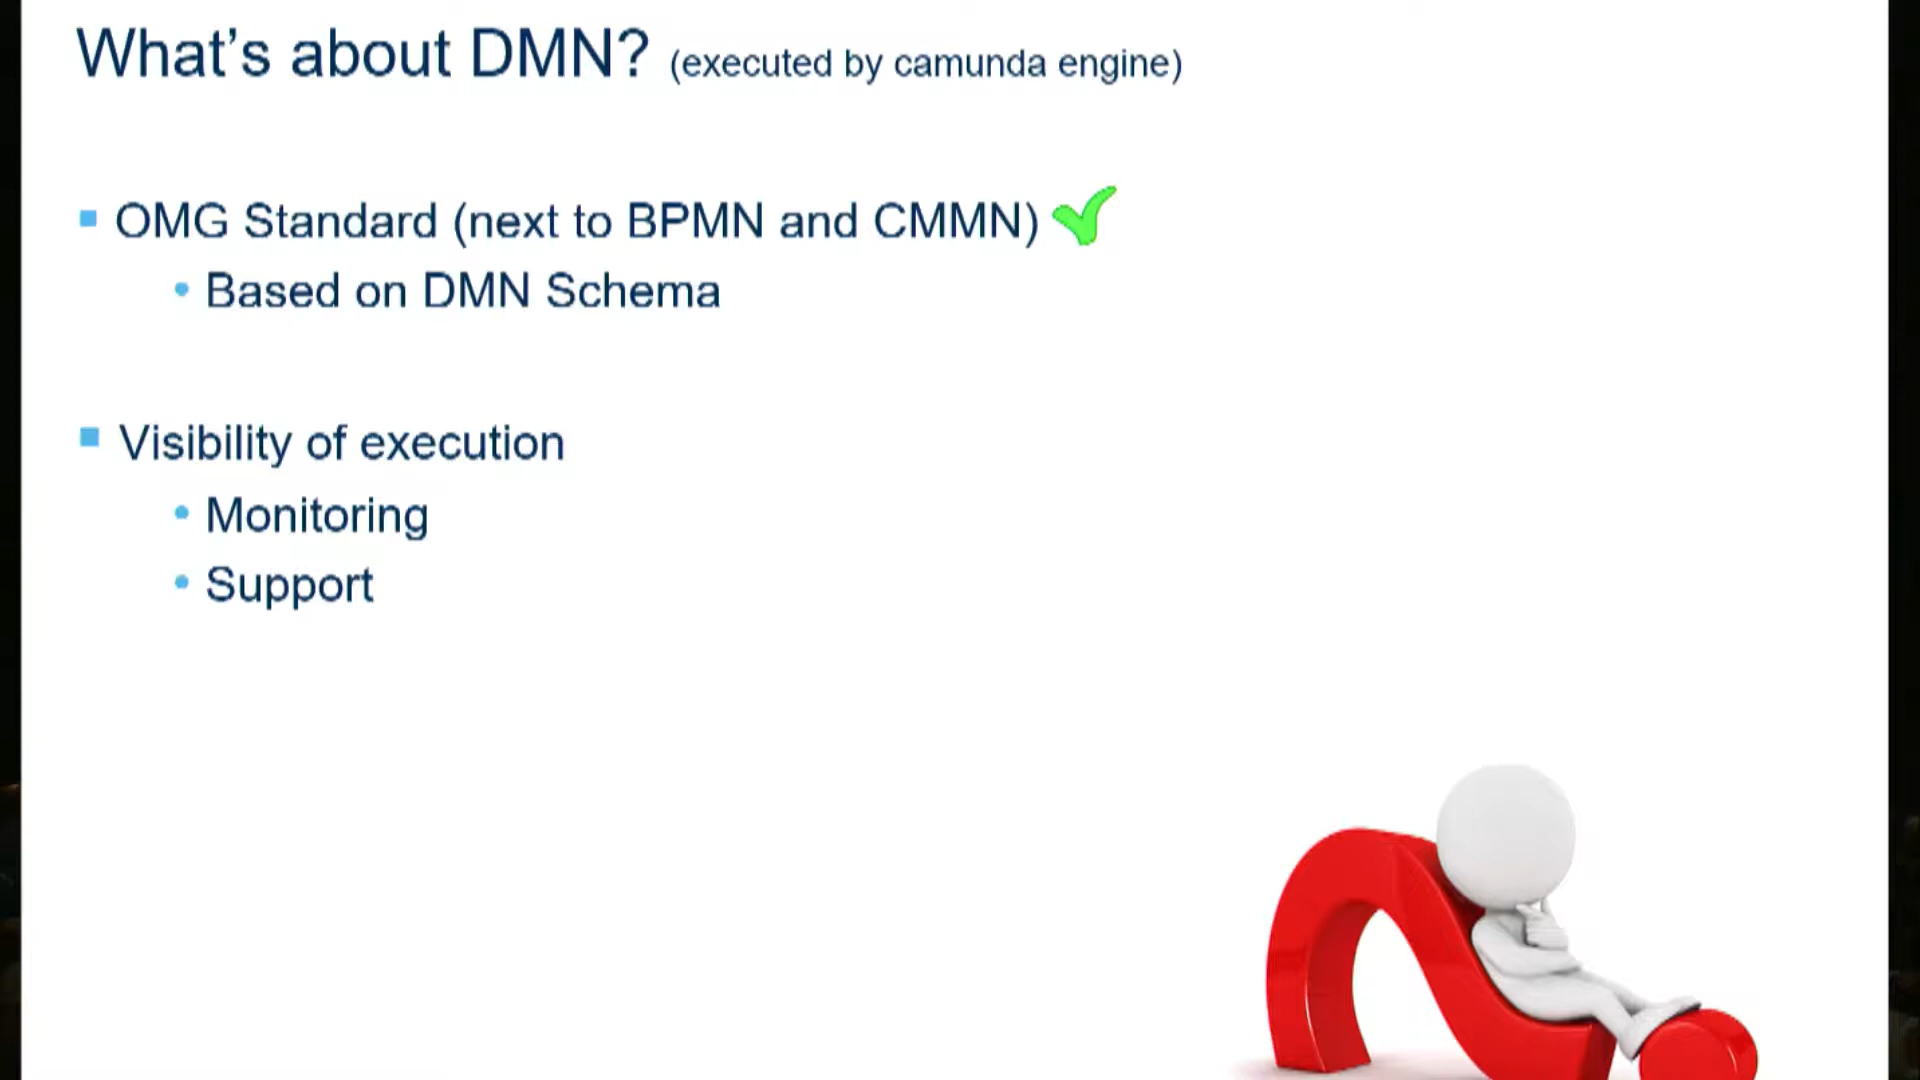 What's about DMN? (executed by camunda engine)
OMG Standard (next to BPMN and CMMN)
Based on DMN Schema
Visibility of execution
Monitoring
Support